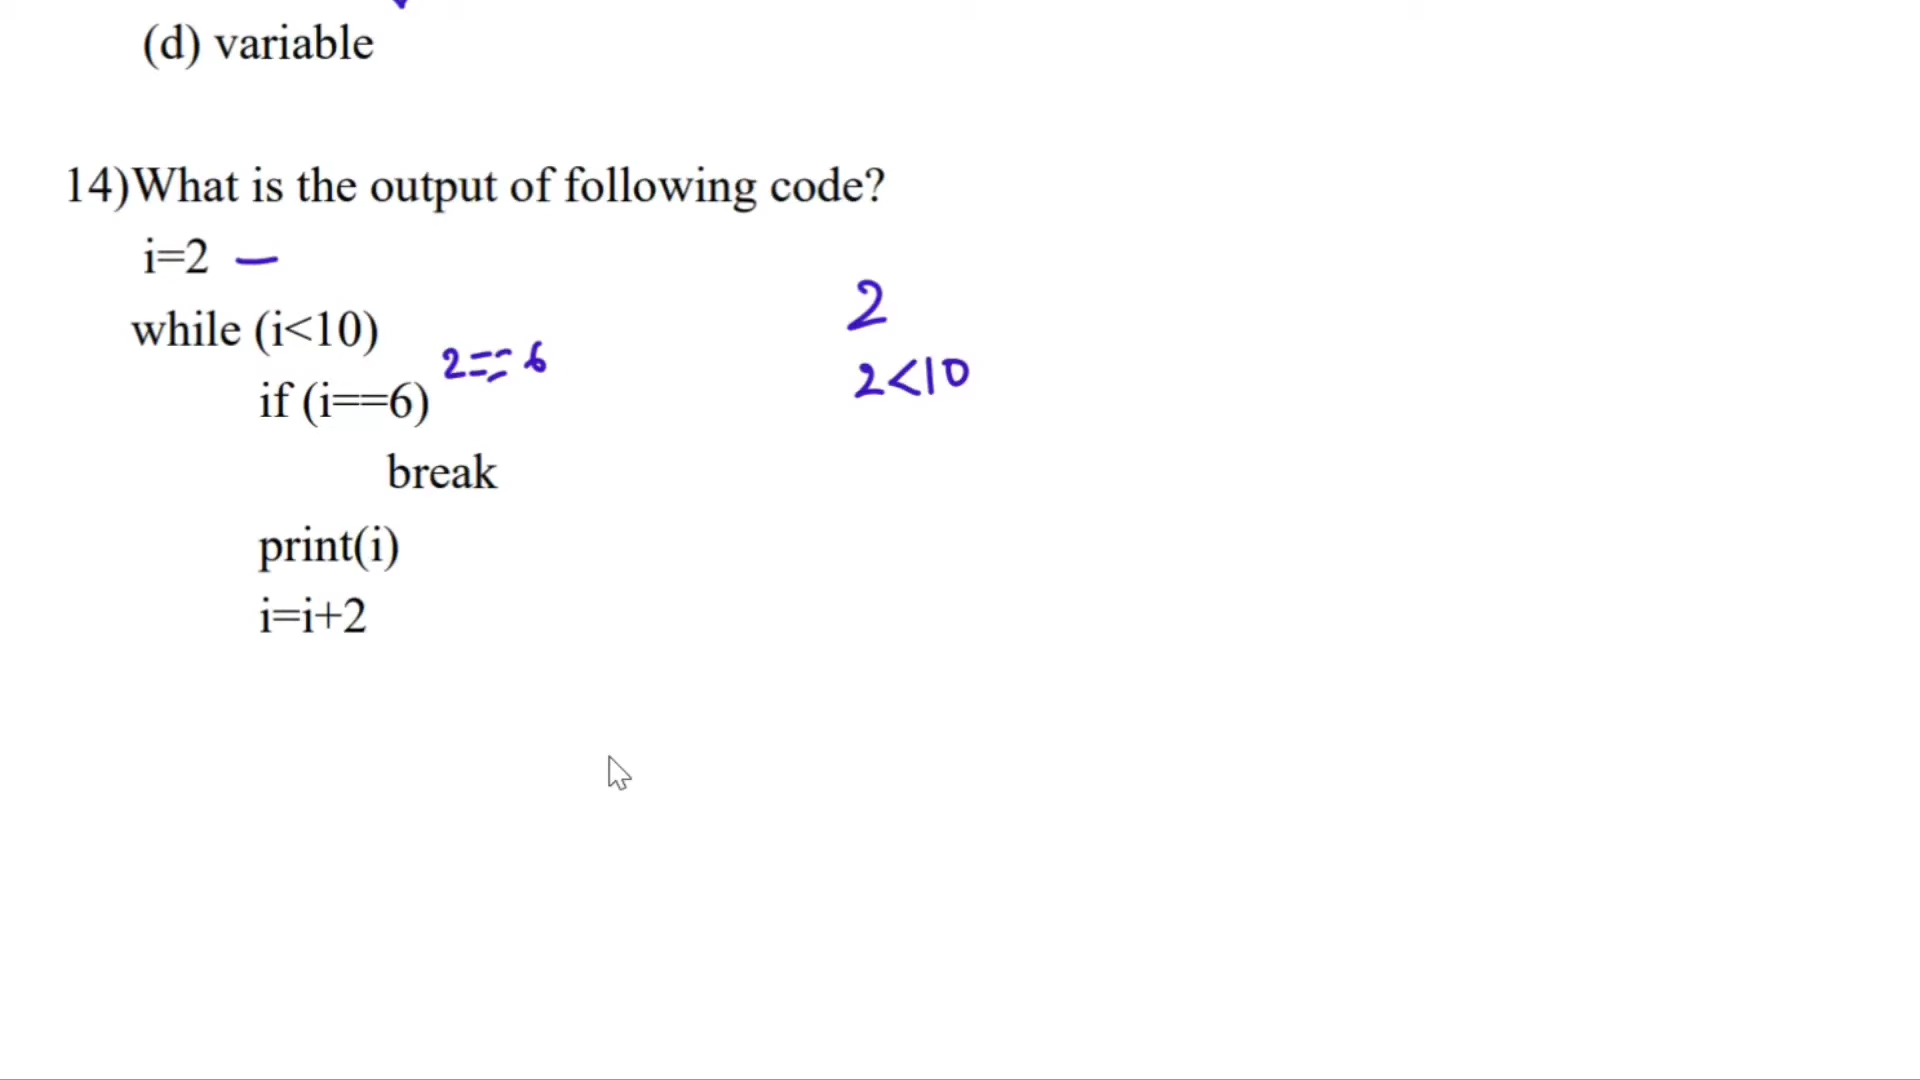 (d) variable
14)What is the output of following code?
i=2 –
2
while (i<10)
2==6
2<10
if (i==6)
break
print(i)
i=i+2